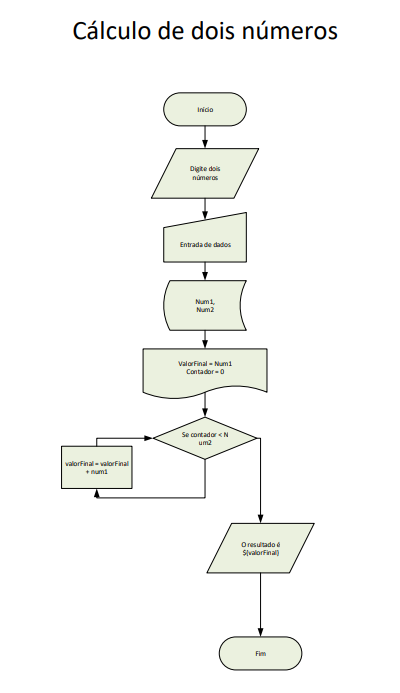 Cálculo de dois números
Início
Digite dois
números
Entrada de dados
Num1,
Num2
ValorFinal = Num1
Contador = 0
Se contador < N
um2
valorFinal = valorFinal
+ num1
O resultado é
$(valorFinal)
Fim